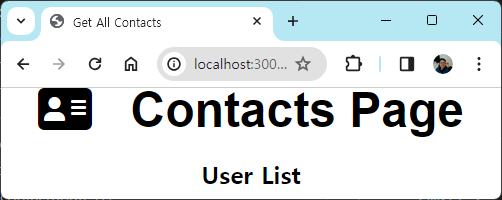 Get All Contacts
localhost:300...
Contacts Page
User List